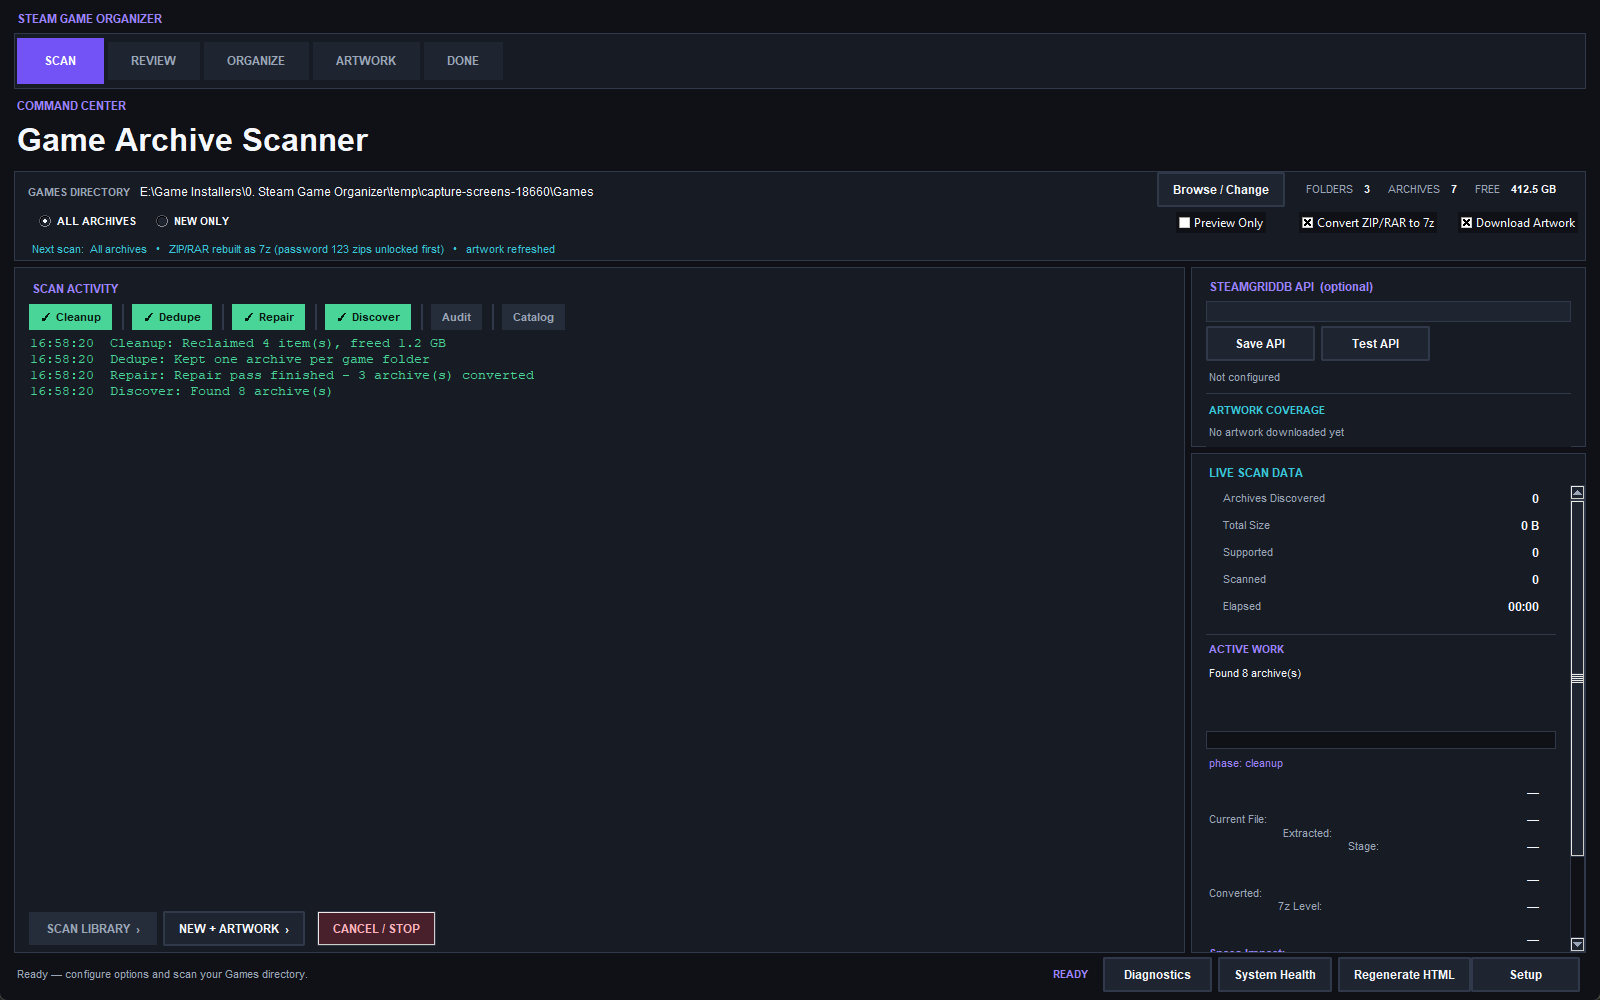 STEAM GAME ORGANIZER
SCAN REVIEW ORGANIZE ARTWORK DONE
COMMAND CENTER
Game Archive Scanner
GAMES DIRECTORY E:\Game Installers\0. Steam Game Organizer\temp\capture-screens-18660\Games
Browse / Change FOLDERS 3 ARCHIVES 7 FREE 412.5 GB
ALL ARCHIVES NEW ONLY
Preview Only Convert ZIP/RAR to 7z Download Artwork
Next scan: All archives • ZIP/RAR rebuilt as 7z (password 123 zips unlocked first) • artwork refreshed
SCAN ACTIVITY
✓ Cleanup ✓ Dedupe ✓ Repair ✓ Discover Audit Catalog
16:58:20 Cleanup: Reclaimed 4 item(s), freed 1.2 GB
16:58:20 Dedupe: Kept one archive per game folder
16:58:20 Repair: Repair pass finished - 3 archive(s) converted
16:58:20 Discover: Found 8 archive(s)
SCAN LIBRARY › NEW + ARTWORK › CANCEL / STOP
STEAMGRIDDB API (optional)
Save API Test API
Not configured
ARTWORK COVERAGE
No artwork downloaded yet
LIVE SCAN DATA
Archives Discovered 0
Total Size 0 B
Supported 0
Scanned 0
Elapsed 00:00
ACTIVE WORK
Found 8 archive(s)
phase: cleanup
—
Current File: —
Extracted:
Stage: —
—
Converted:
7z Level: —
—
Space Impact:
Ready — configure options and scan your Games directory.
READY Diagnostics System Health Regenerate HTML Setup